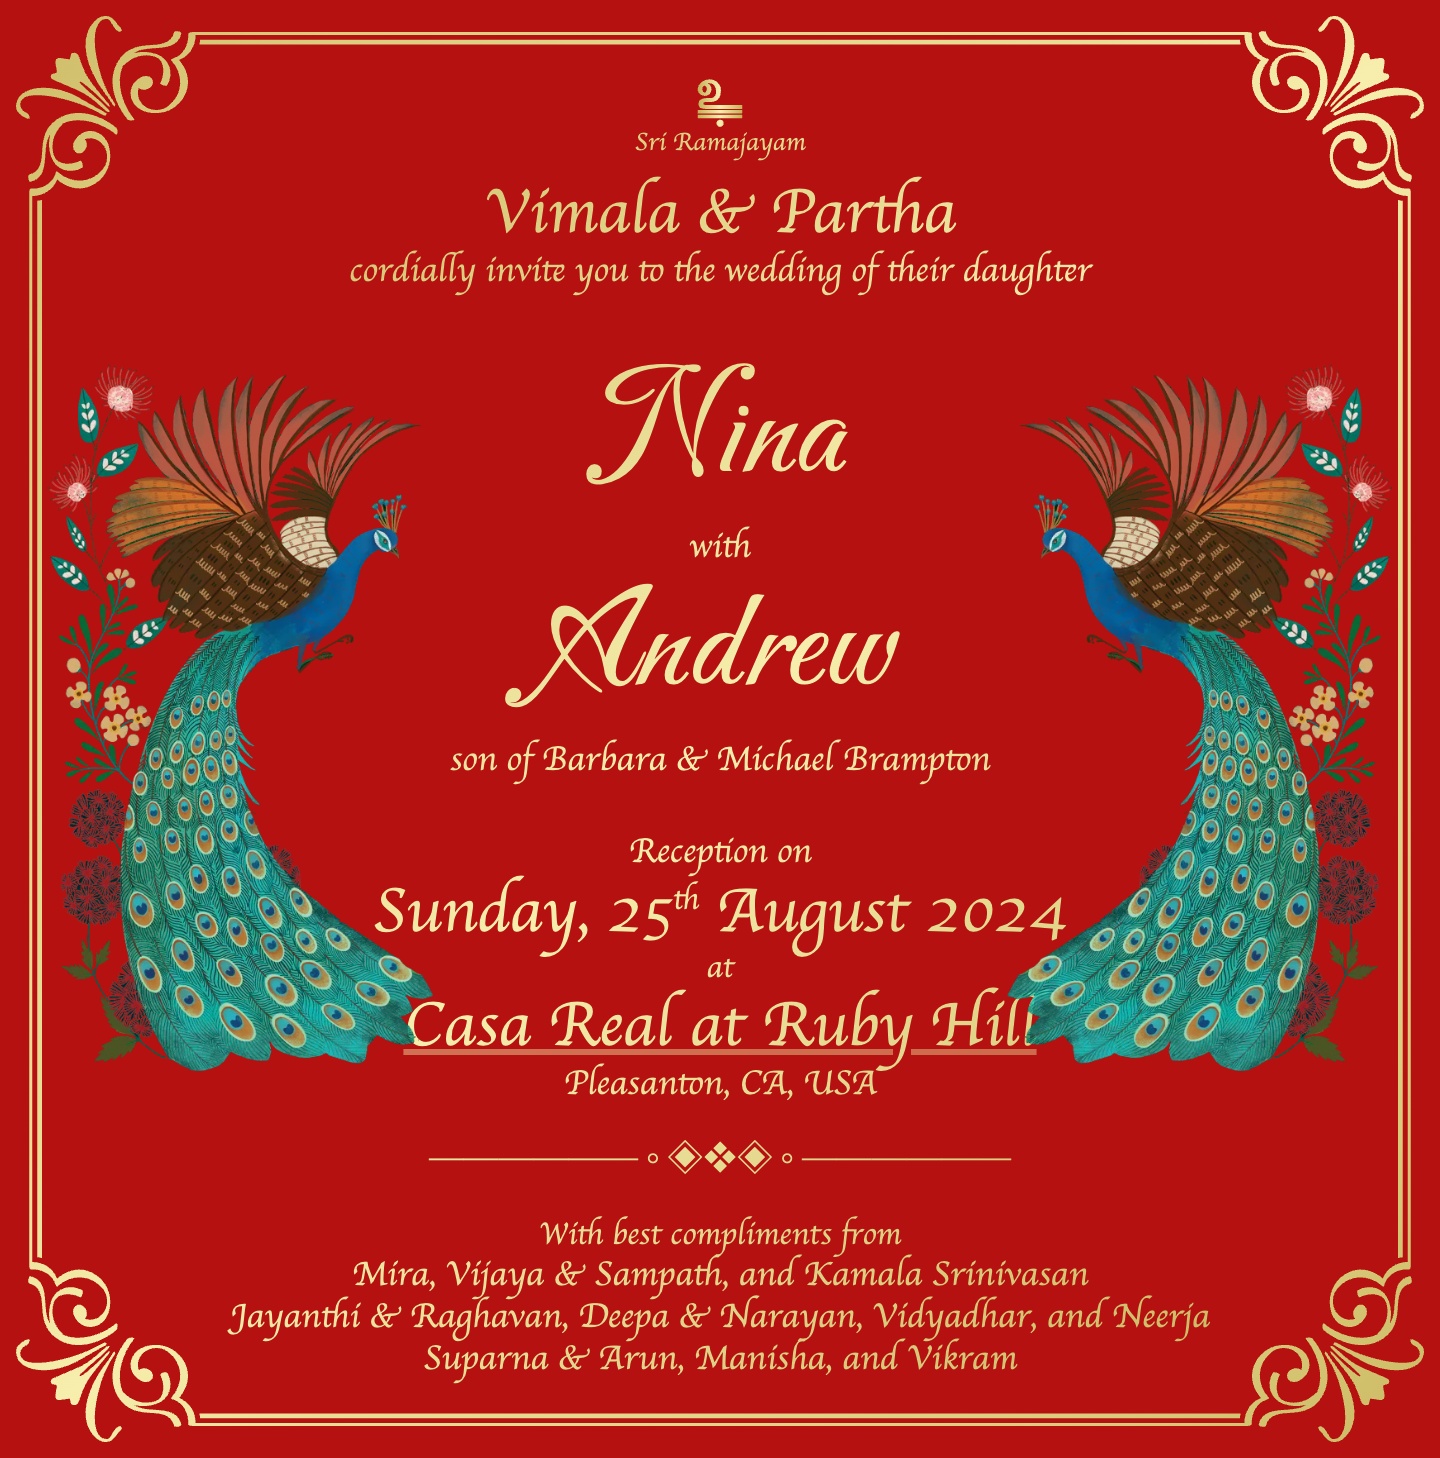 உ
Sri Ramajayam
Vimala & Partha
cordially invite you to the wedding of their daughter
Nina
with
Andrew
son of Barbara & Michael Brampton
Reception on
Sunday, 25th August 2024
at
Casa Real at Ruby Hill
Pleasanton, CA, USA
With best compliments from
Mira, Vijaya & Sampath, and Kamala Srinivasan
Jayanthi & Raghavan, Deepa & Narayan, Vidyadhar, and Neerja
Suparna & Arun, Manisha, and Vikram